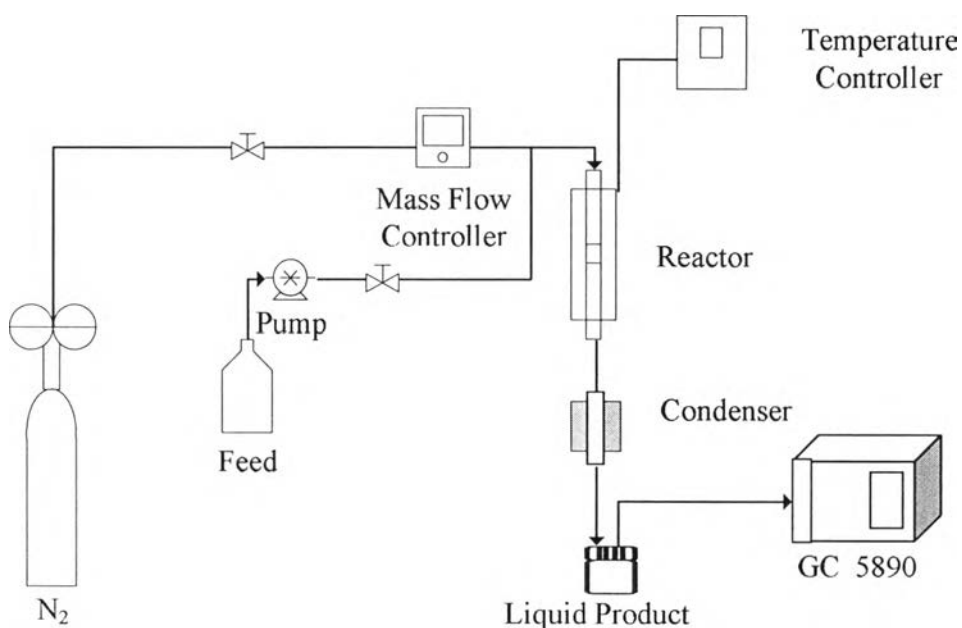 Temperature
Controller
Mass Flow
Controller
Reactor
Pump
Condenser
Feed
GC 5890
N₂
Liquid Product